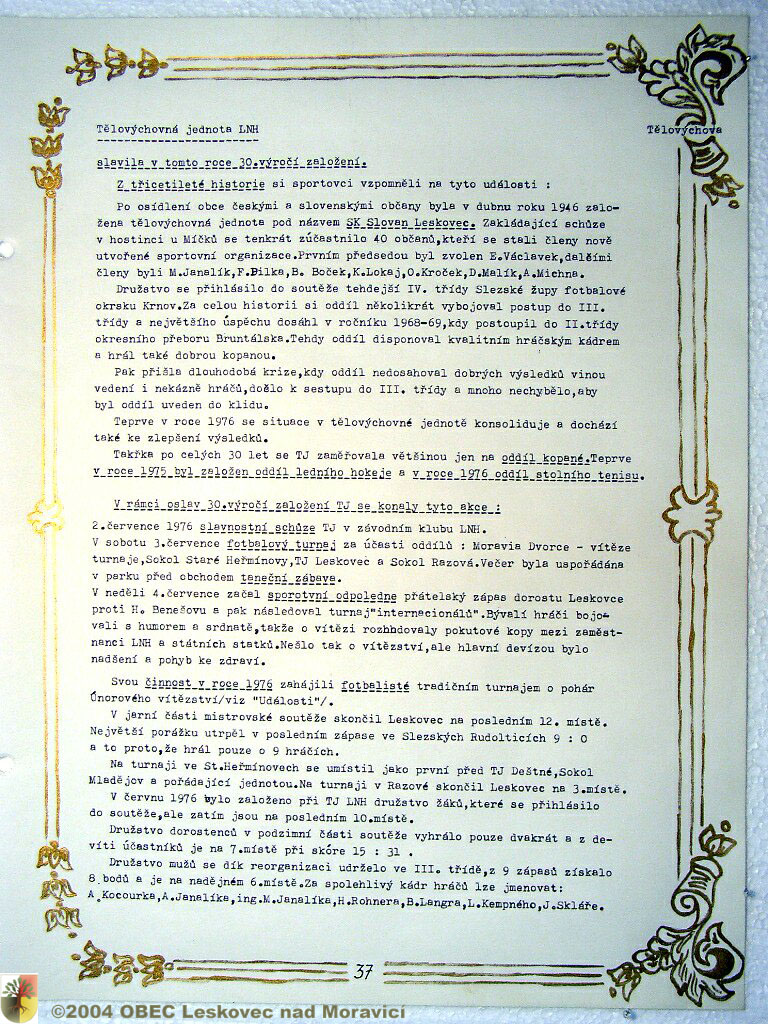 Tělovýchovná jednota LNH
Tělovýchova
slavila v tomto roce 30.výročí založení.
Z třicetileté historie si sportovci vzpomněli na tyto události :
Po osídlení obce českými a slovenskými občany byla v dubnu roku 1946 zalo-
žena tělovýchovná jednota pod názvem SK Slovan Leskovec. Zakládající schůze
v hostinci u Míčků se tenkrát zúčastnilo 40 občanů,kteří se stali členy nově
utvořené sportovní organizace.Prvním předsedou byl zvolen E.Václavek,dalšími
členy byli M.Janalík,F.Pilka,B. Boček,K.Lokaj,O.Kroček,D.Malík,A.Michna.
Družstvo se přihlásilo do soutěže tehdejší IV. třídy Slezské župy fotbalové
okrsku Krnov.Za celou historii si oddíl několikrát vybojoval postup do III.
třídy a největšího úspěchu dosáhl v ročníku 1968-69,kdy postoupil do II.třídy
okresního přeboru Bruntálska.Tehdy oddíl disponoval kvalitním hráčským kádrem
a hrál také dobrou kopanou.
Pak přišla dlouhodobá krize,kdy oddíl nedosahoval dobrých výsledků vinou
vedení i nekázně hráčů,došlo k sestupu do III. třídy a mnoho nechybělo,aby
byl oddíl uveden do klidu.
Teprve v roce 1976 se situace v tělovýchovné jednotě konsoliduje a dochází
také ke zlepšení výsledků.
Takřka po celých 30 let se TJ zaměřovala většinou jen na oddíl kopané.Teprve
v roce 1975 byl založen oddíl ledního hokeje a v roce 1976 oddíl stolního tenisu.
V rámci oslav 30.výročí založení TJ se konaly tyto akce :
2.července 1976 slavnostní schůze TJ v závodním klubu LNH.
V sobotu 3.července fotbalový turnaj za účasti oddílů : Moravia Dvorce - vítěze
turnaje,Sokol Staré Heřmínovy,TJ Leskovec a Sokol Razová.Večer byla uspořádána
v parku před obchodem taneční zábava.
V neděli 4.července začal sporotvní odpoledne přátelský zápas dorostu Leskovce
proti H. Benešovu a pak následoval turnaj"internacionálů".Bývalí hráči bojo-
vali s humorem a srdnatě,takže o vítězi rozhhdovaly pokutové kopy mezi zaměst-
nanci LNH a státních statků.Nešlo tak o vítězství,ale hlavní devízou bylo
nadšení a pohyb ke zdraví.
Svou činnost v roce 1976 zahájili fotbalisté tradičním turnajem o pohár
Únorového vítězství/viz "Události"/.
V jarní části mistrovské soutěže skončil Leskovec na posledním 12. místě.
Největší porážku utrpěl v posledním zápase ve Slezských Rudolticích 9 : 0
a to proto,že hrál pouze o 9 hráčích.
Na turnaji ve St.Heřmínovech se umístil jako první před TJ Deštné,Sokol
Mladějov a pořádající jednotou.Na turnaji v Razové skončil Leskovec na 3.místě.
V červnu 1976 bylo založeno při TJ LNH družstvo žáků,které se přihlásilo
do soutěže,ale zatím jsou na posledním 10.místě.
Družstvo dorostenců v podzimní části soutěže vyhrálo pouze dvakrát a z de-
víti účastníků je na 7.místě při skóre 15 : 31 .
Družstvo mužů se dík reorganizaci udrželo ve III. třídě,z 9 zápasů získalo
8 bodů a je na nadějném 6.místě.Za spolehlivý kádr hráčů lze jmenovat:
A.Kocourka,A.Janalíka,ing.M.Janalíka,H.Rohnera,B.Langra,L.Kempného,J.Skláře.
37
©2004 OBEC Leskovec nad Moravicí